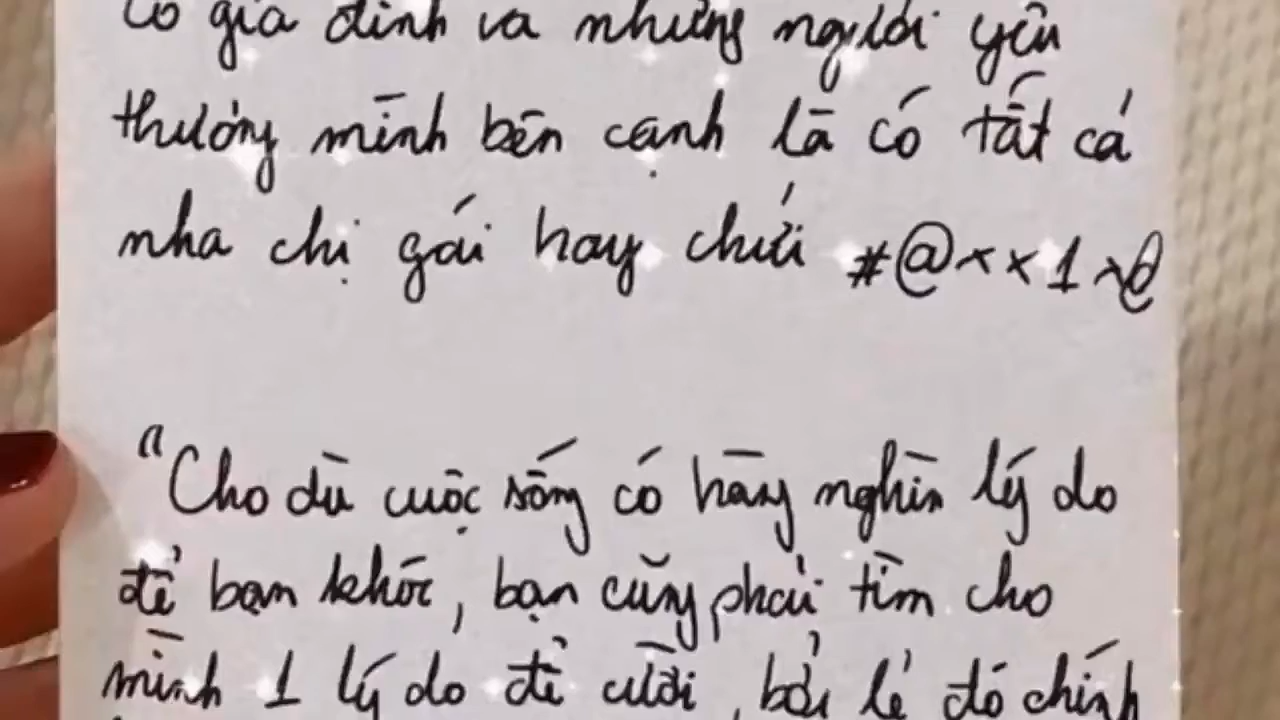 Có gia đình và những người yêu
thương mình bên cạnh là có tất cả
nha chị gái hay chửi #@xx1x@
"Cho dù cuộc sống có hàng nghìn lý do
để bạn khóc, bạn cũng phải tìm cho
mình 1 lý do để cười, bởi lẽ đó chính